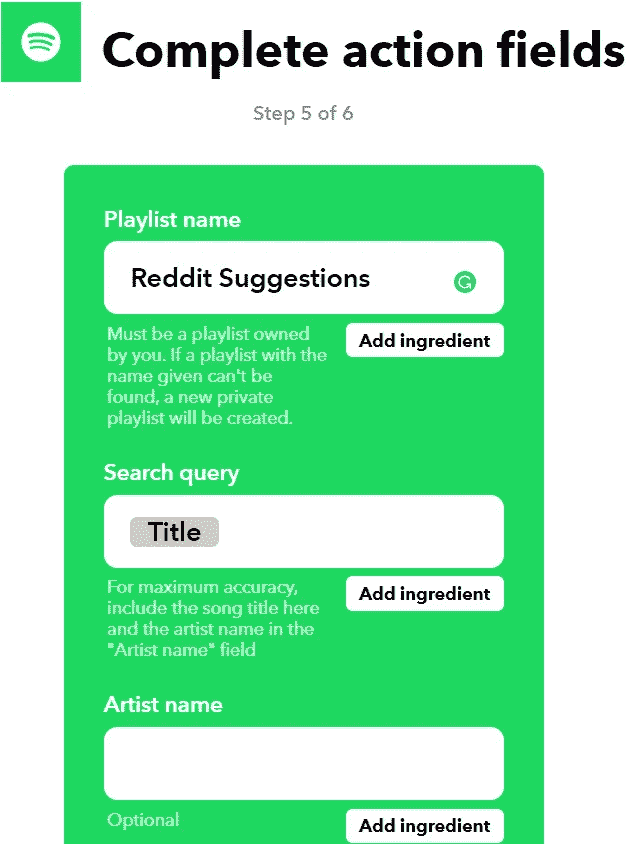 Complete action fields
Step 5 of 6
Playlist name
Reddit Suggestions
Must be a playlist owned
by you. If a playlist with the
name given can't be
found, a new private
playlist will be created.
Add ingredient
Search query
Title
For maximum accuracy,
include the song title here
and the artist name in the
"Artist name" field
Add ingredient
Artist name
Optional
Add ingredient